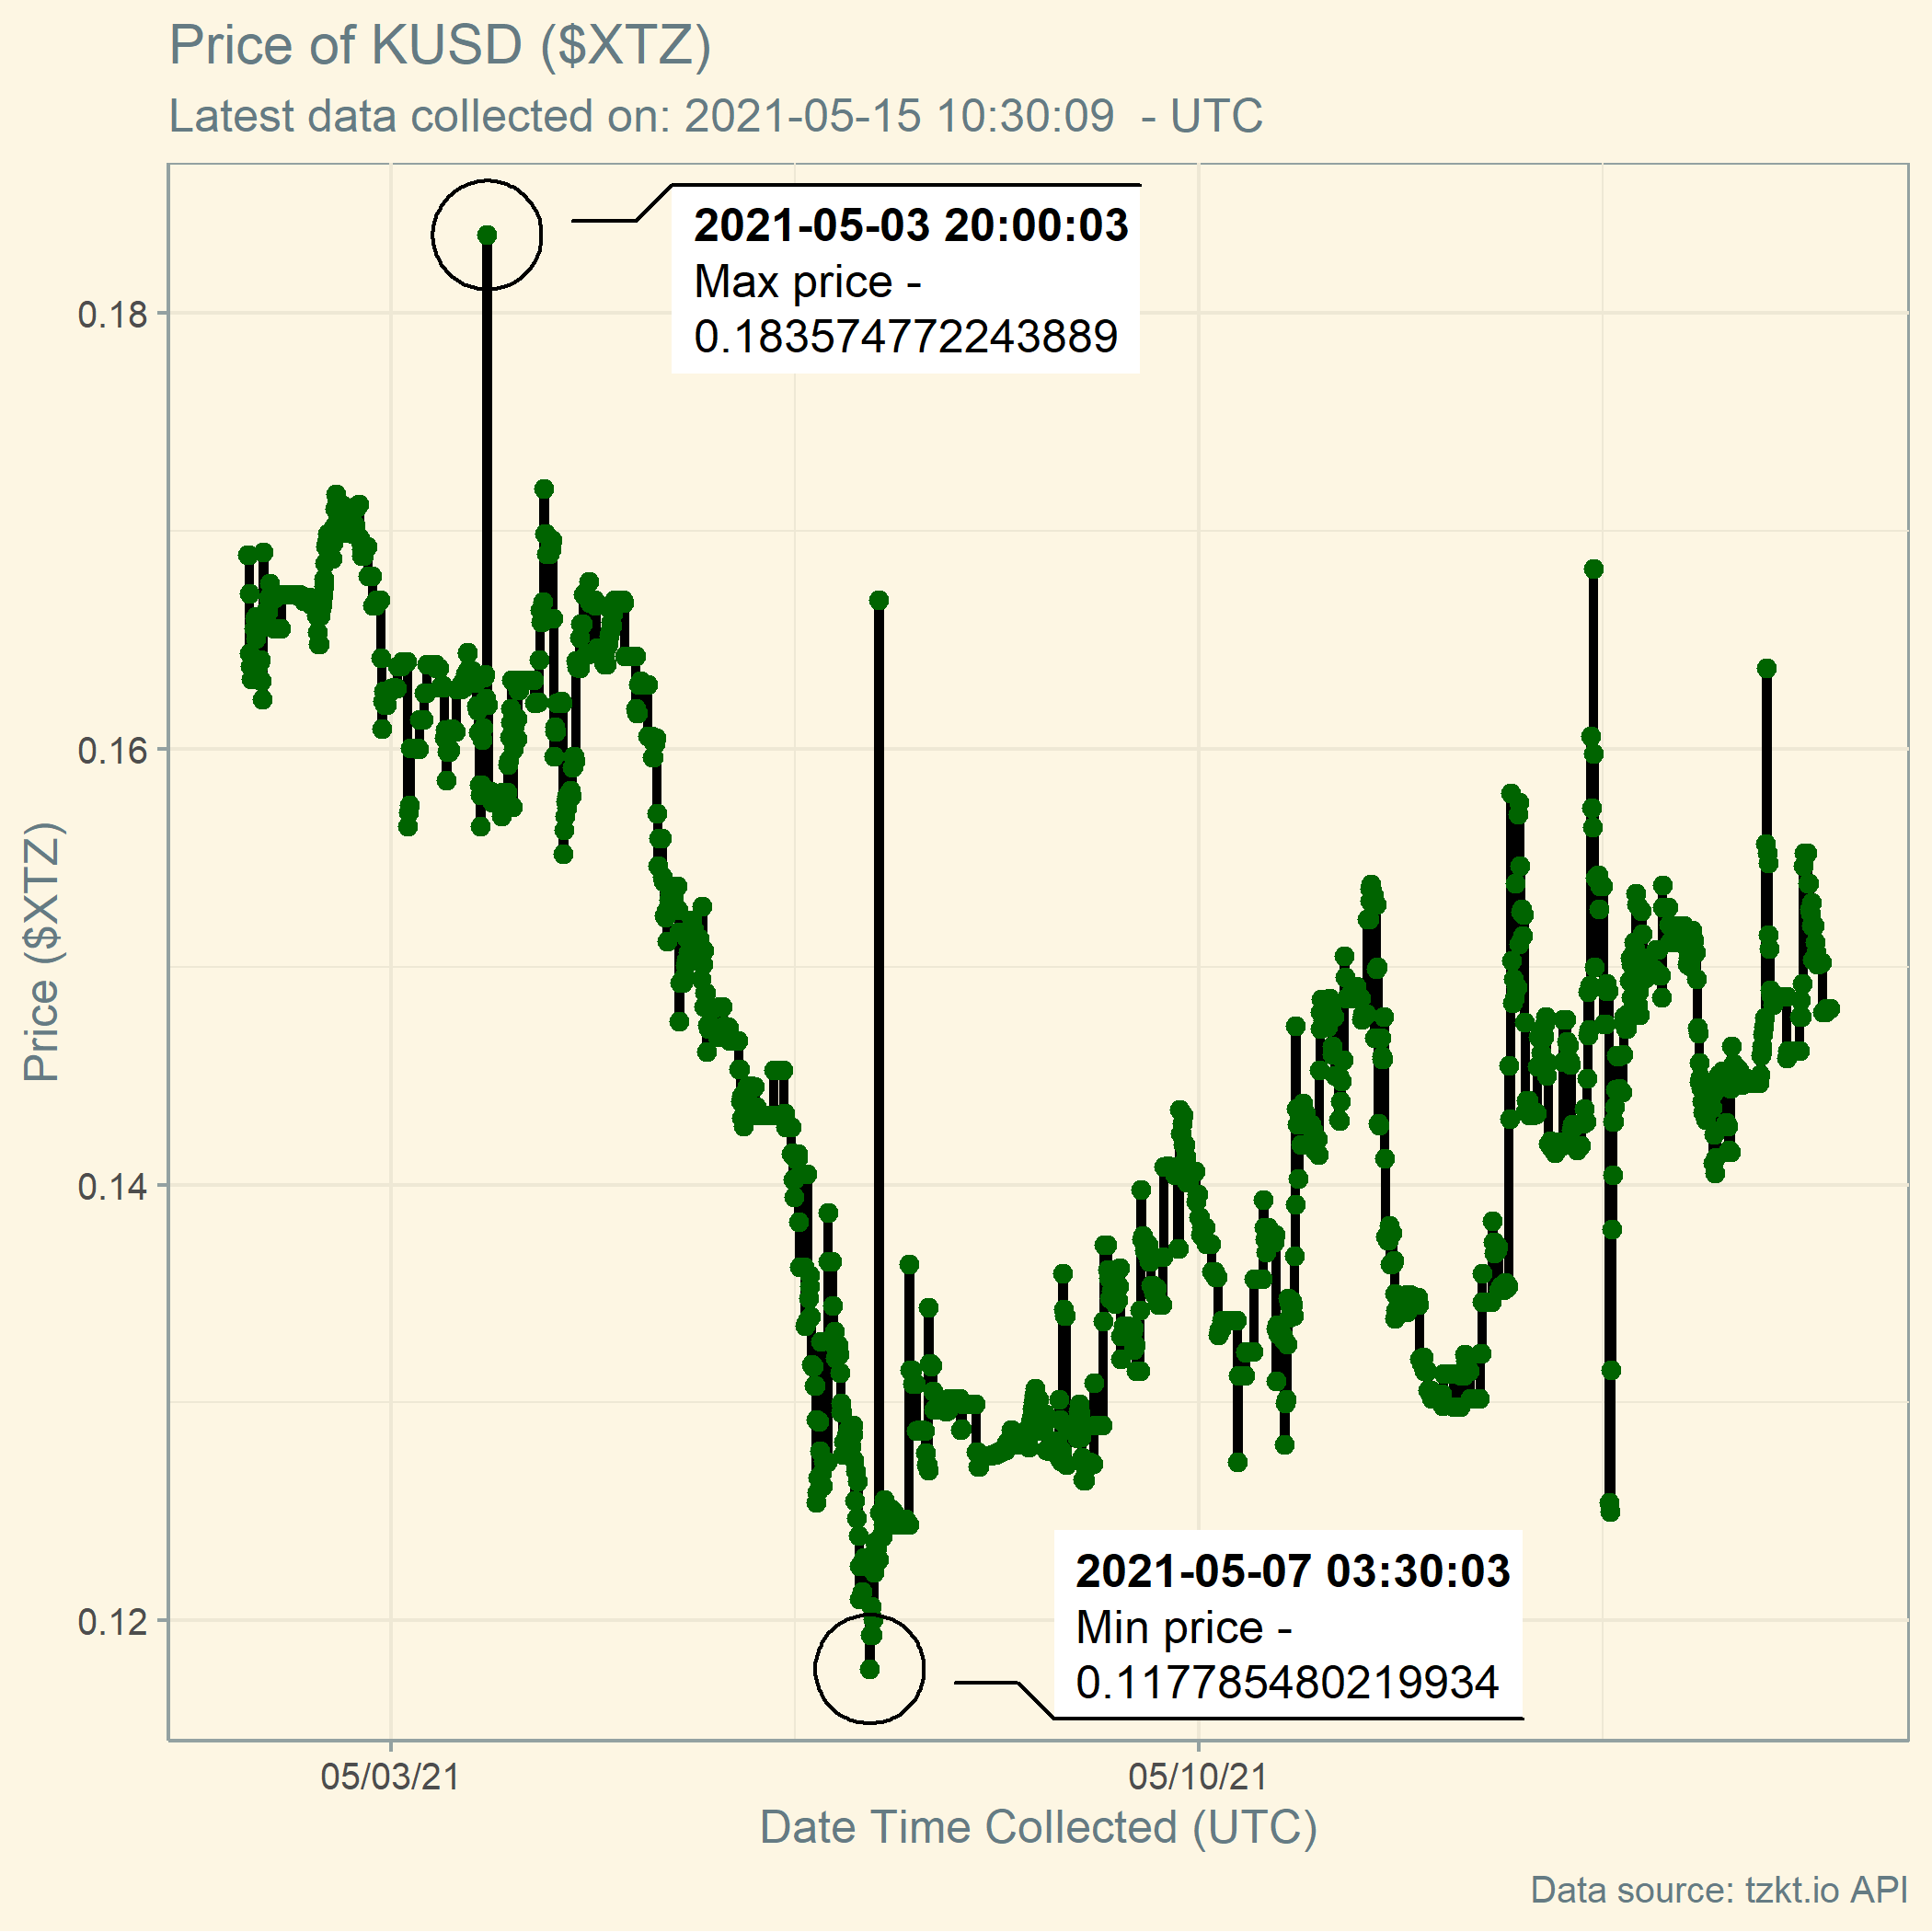 Price of KUSD ($XTZ)
Latest data collected on: 2021-05-15 10:30:09  - UTC
2021-05-03 20:00:03
Max price -
0.183574772243889
0.18
0.16
0.14
0.12
Price ($XTZ)
2021-05-07 03:30:03
Min price -
0.117785480219934
05/03/21
05/10/21
Date Time Collected (UTC)
Data source: tzkt.io API